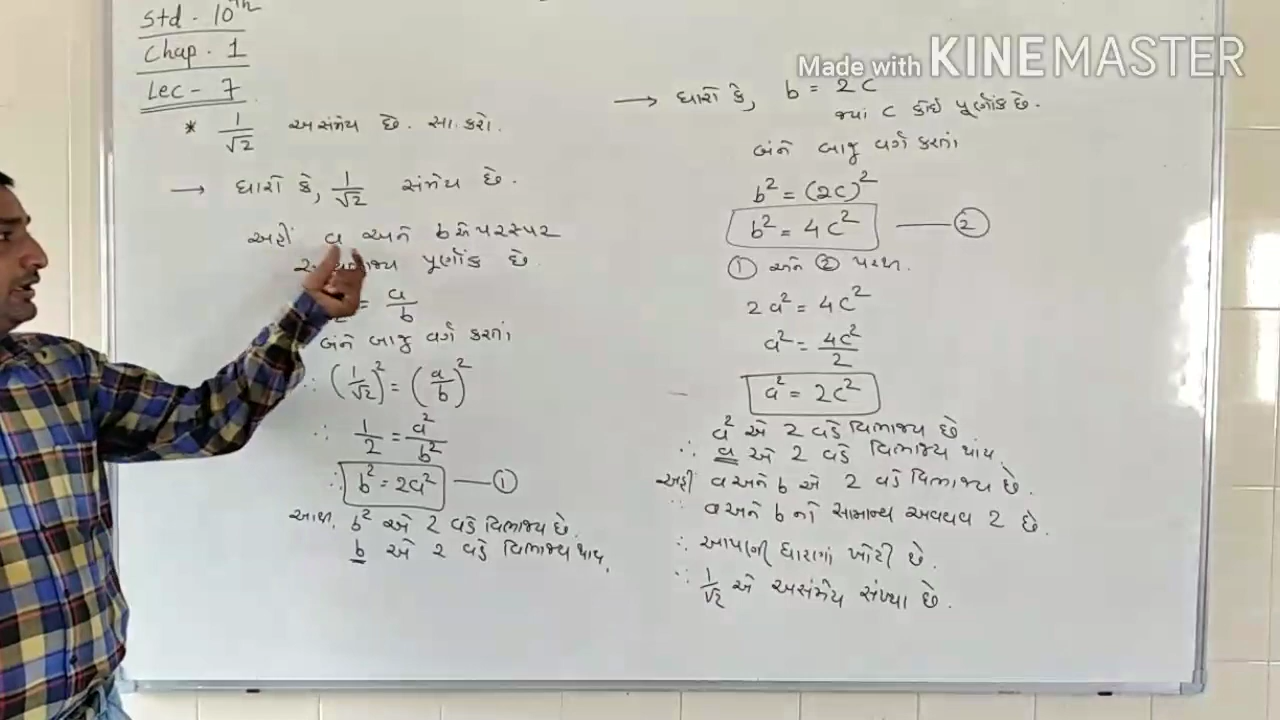 Std - 10th
Chap. 1
Lec - 7
* 1/√2 અસંમેય છે. સા.કરો.
→ ધારો કે, 1/√2 સંમેય છે.
અહીં a અને b એ પરસ્પર
પૂર્ણાંક છે.
= a/b
બંને બાજુ વર્ગ કરતાં
∴ (1/√2)² = (a/b)²
∴ 1/2 = a²/b²
∴ b² = 2a² —— ①
આથી, b² એ 2 વડે વિભાજ્ય છે.
b એ 2 વડે વિભાજ્ય થાય.
Made with KINEMASTER
→ ધારો કે, b = 2c
જ્યાં c કોઈ પૂર્ણાંક છે.
બંને બાજુ વર્ગ કરતાં
b² = (2c)²
b² = 4c² —— ②
① અને ② પરથી.
2a² = 4c²
a² = 4c²/2
a² = 2c²
a² એ 2 વડે વિભાજ્ય છે
∴ a એ 2 વડે વિભાજ્ય થાય
અહીં a અને b એ 2 વડે વિભાજ્ય છે.
∴ a અને b નો સામાન્ય અવયવ 2 છે.
∴ આપણી ધારણાં ખોટી છે.
∴ 1/√2 એ અસંમેય સંખ્યા છે.